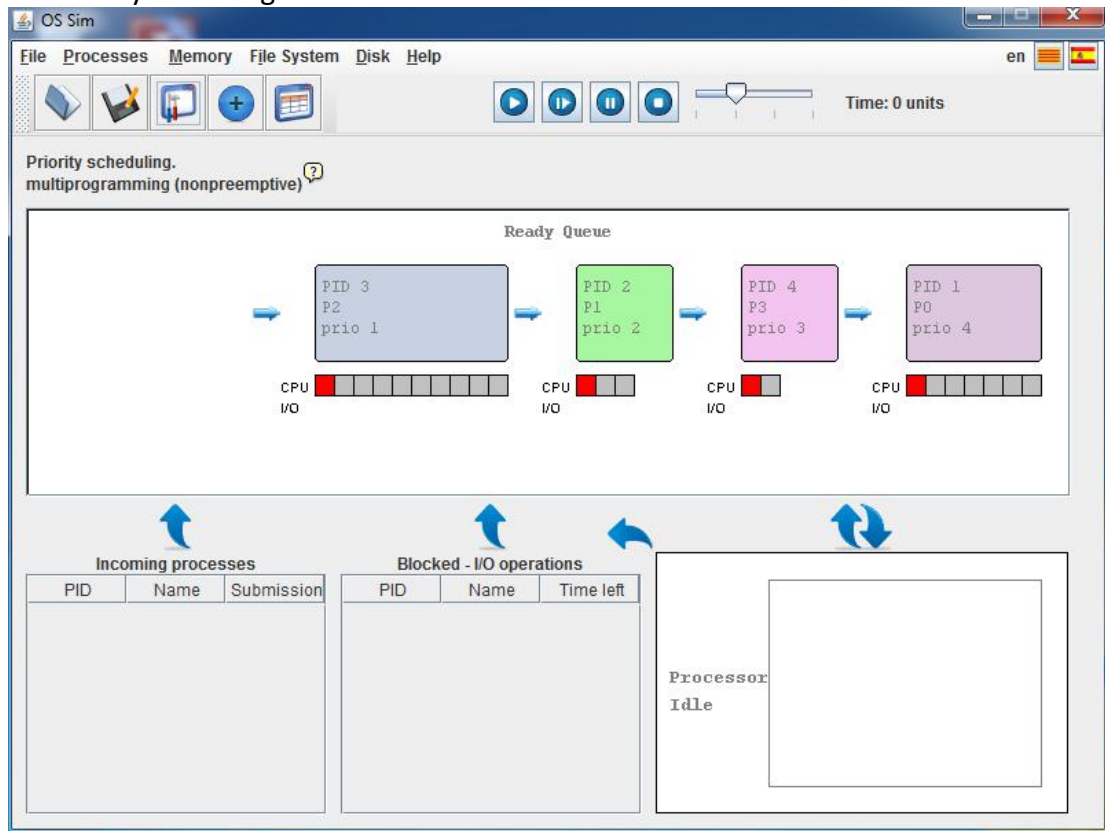 OS Sim
File Processes Memory File System Disk Help en
Time: 0 units
Priority scheduling.
multiprogramming (nonpreemptive) ?
Ready Queue
PID 3 PID 2 PID 4 PID 1
P2 P1 P3 P0
prio 1 prio 2 prio 3 prio 4
CPU CPU CPU CPU
I/O I/O I/O I/O
Incoming processes Blocked - I/O operations
PID Name Submission PID Name Time left
Processor
Idle